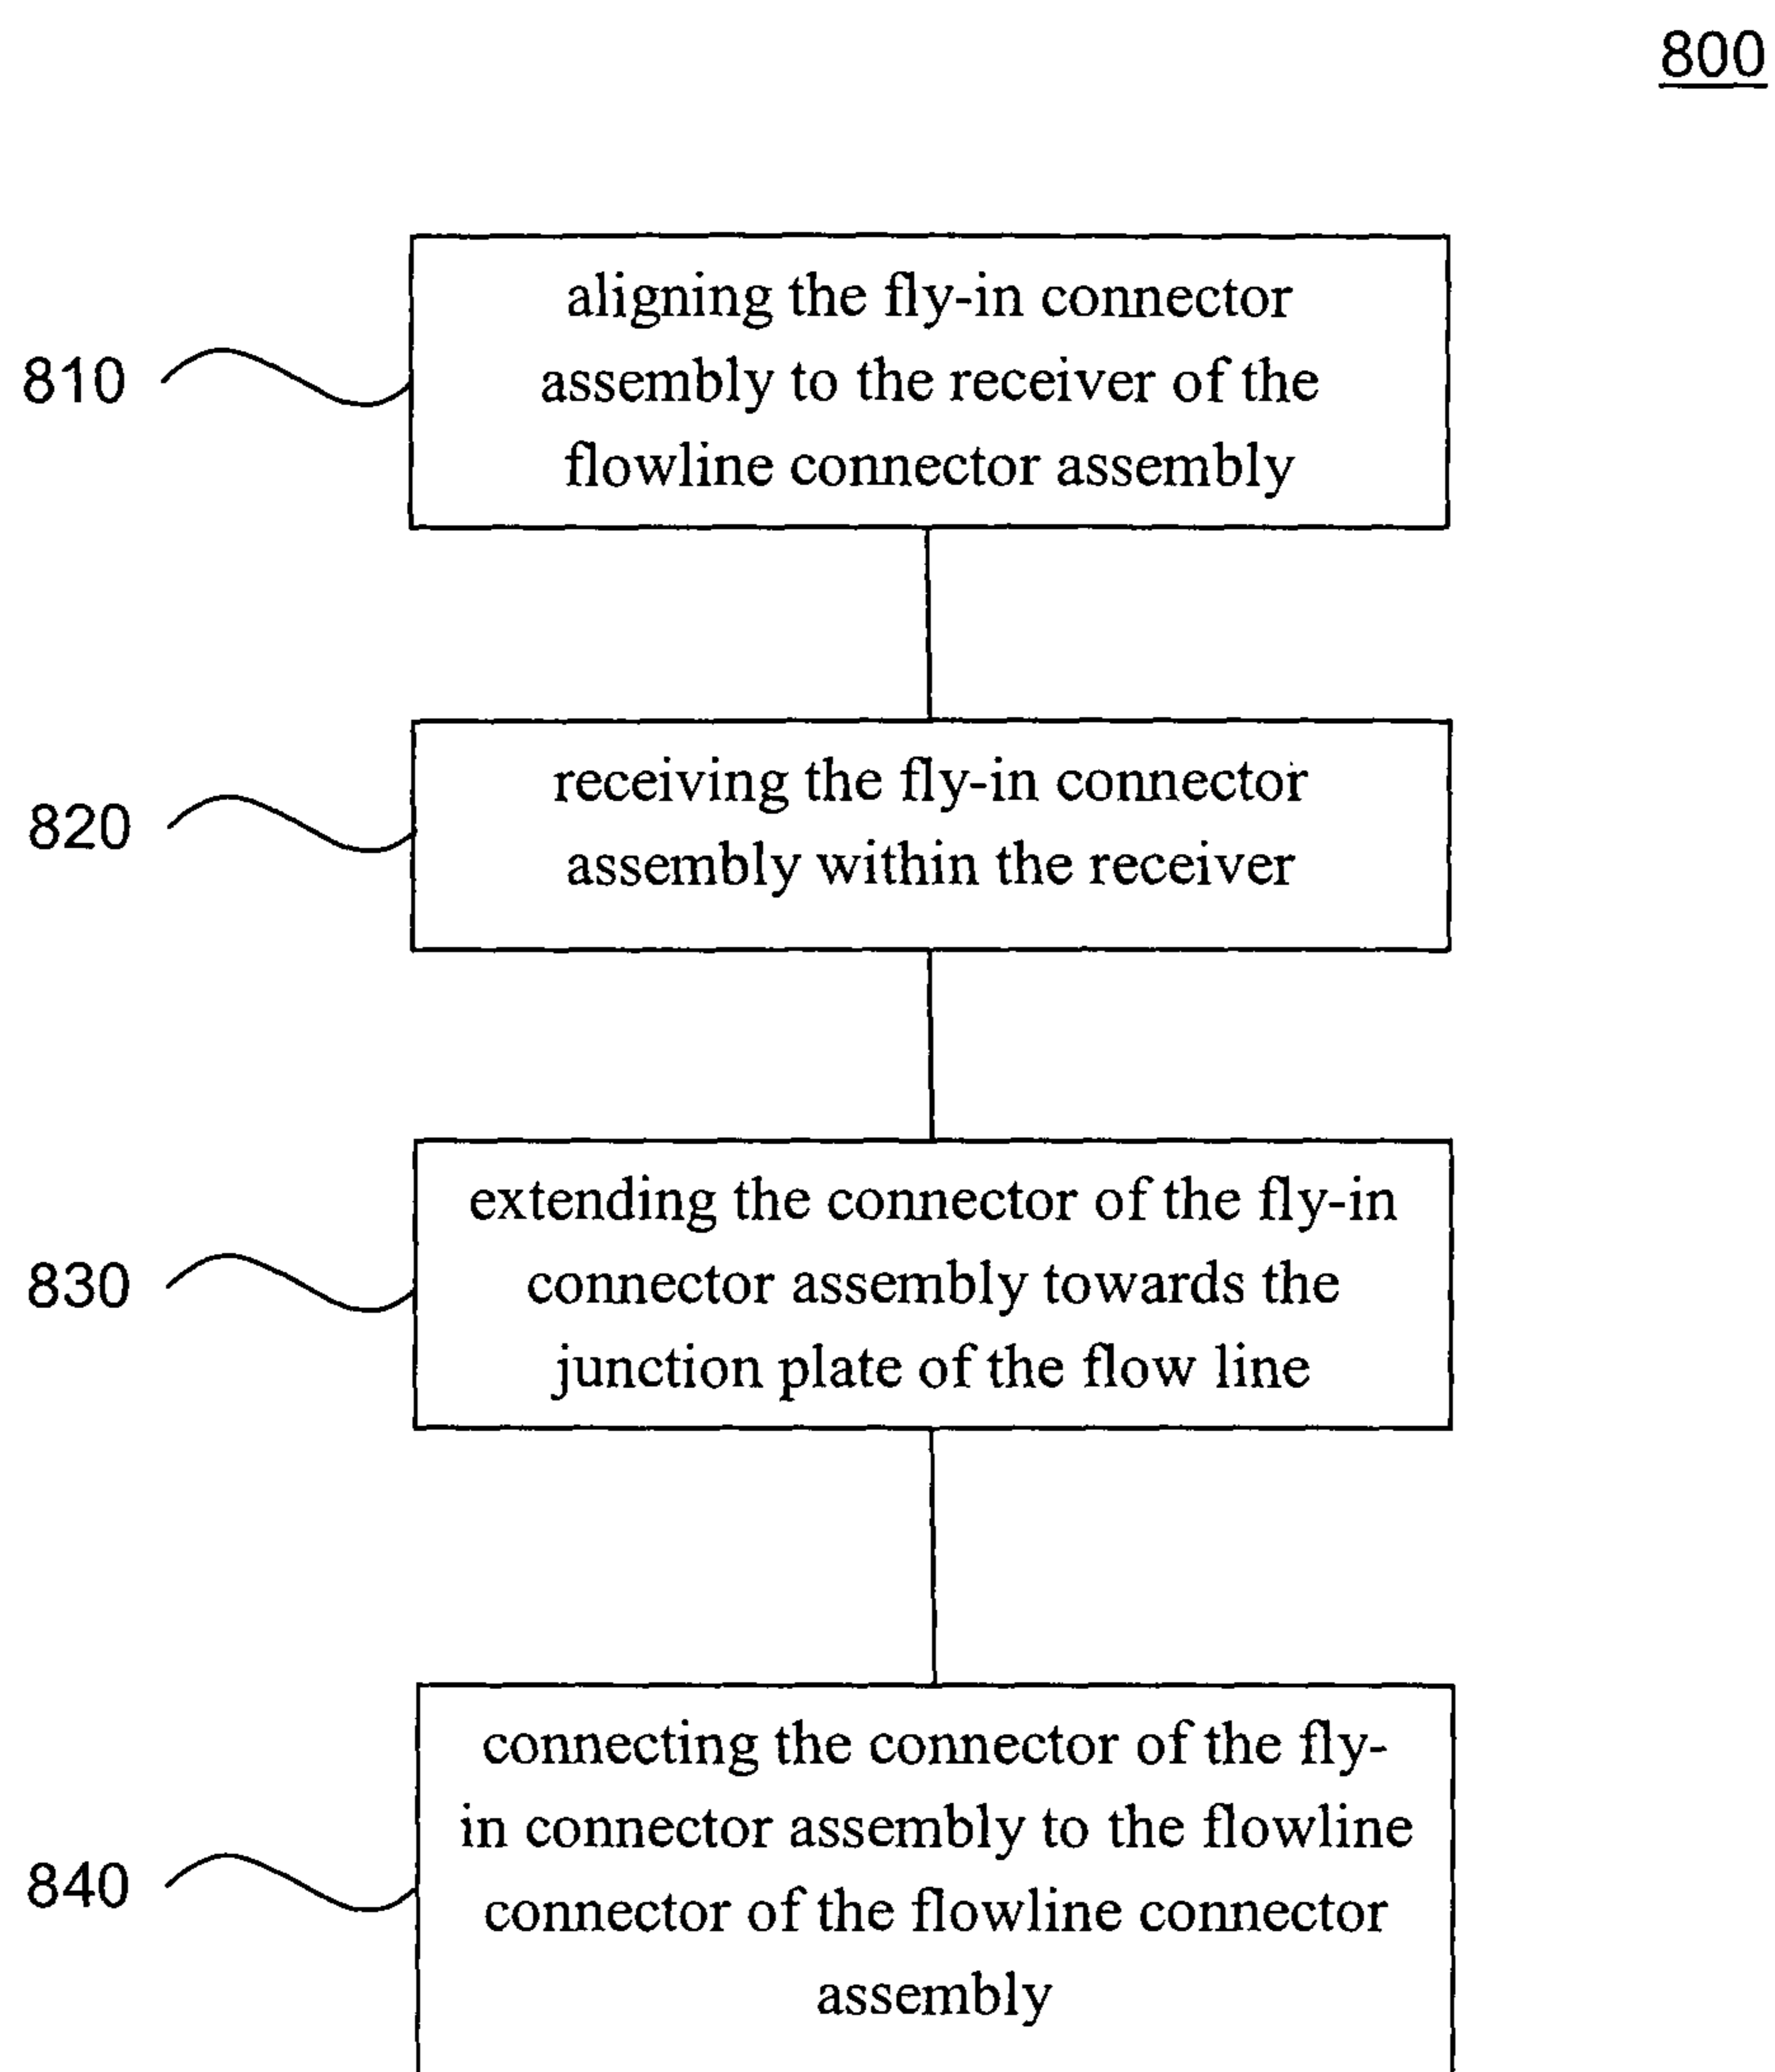 800
aligning the fly-in connector
assembly to the receiver of the
flowline connector assembly
810
receiving the fly-in connector
assembly within the receiver
820
extending the connector of the fly-in
connector assembly towards the
junction plate of the flow line
830
connecting the connector of the fly-
in connector assembly to the flowline
connector of the flowline connector
assembly
840